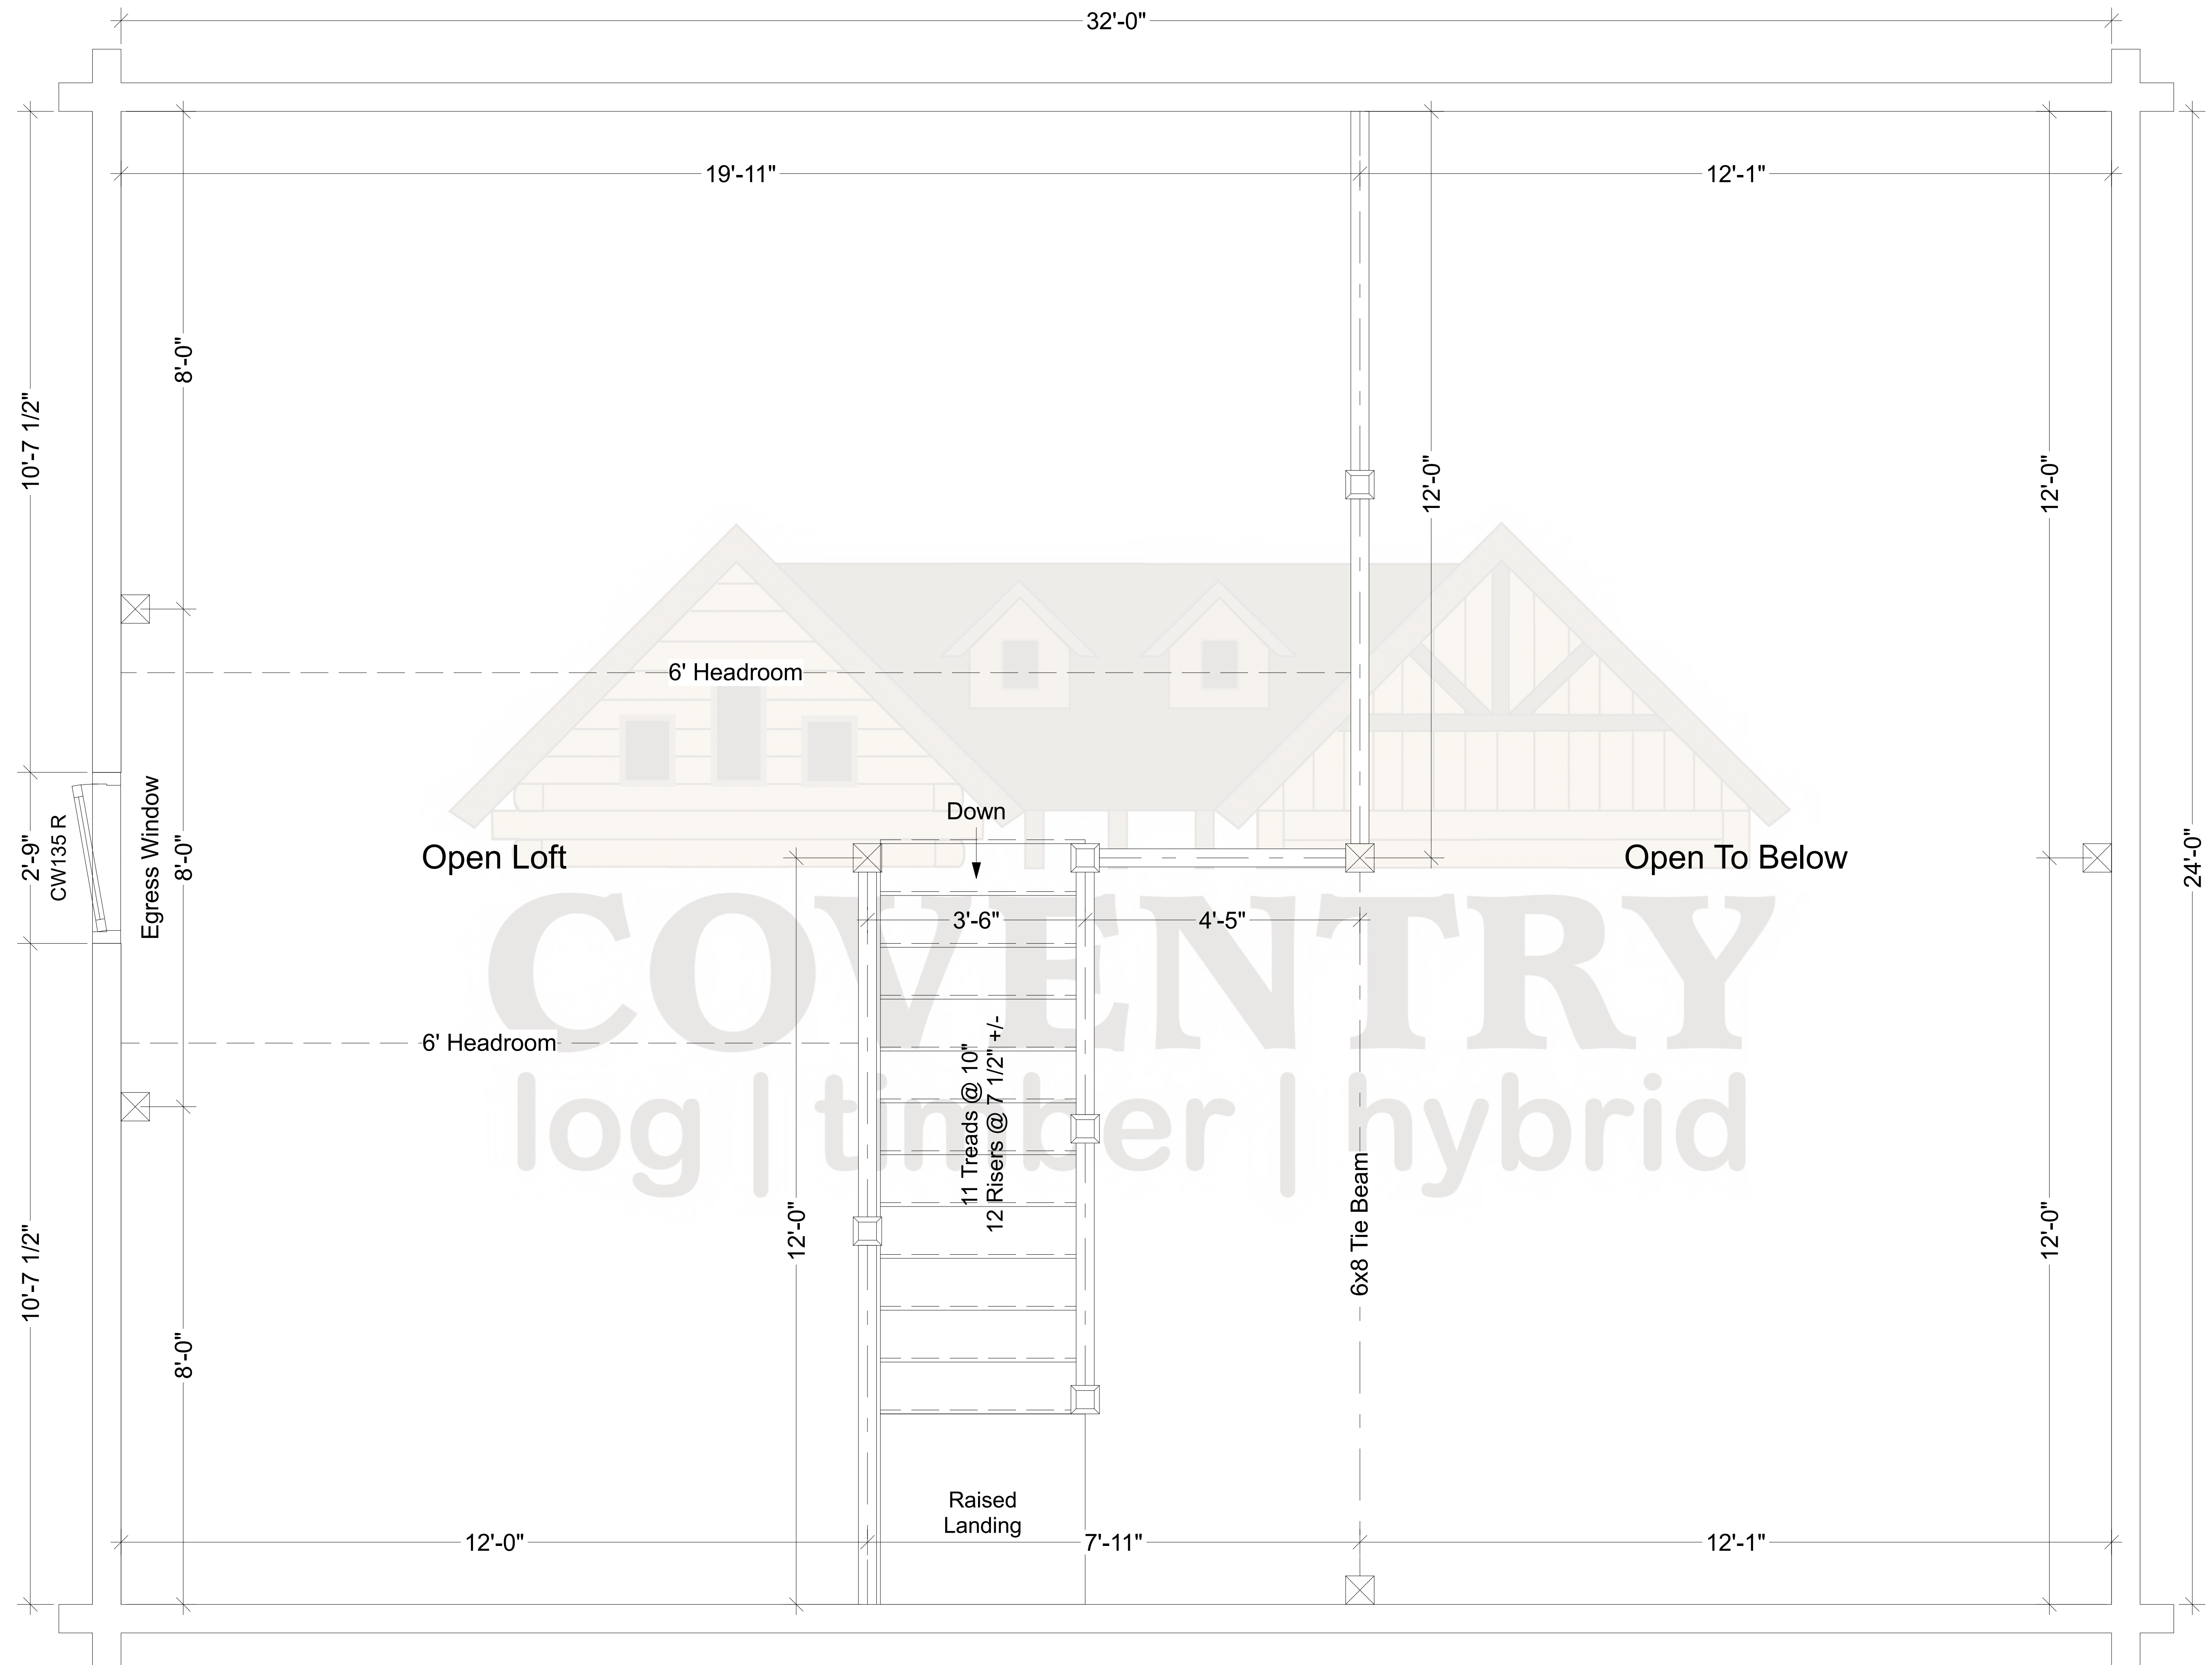 32'-0"
19'-11"
12'-1"
8'-0"
10'-7 1/2"
12'-0"
12'-0"
6' Headroom
Egress Window
CW135 R
2'-9"
8'-0"
Open Loft
Down
Open To Below
24'-0"
COVENTRY
3'-6"
4'-5"
6' Headroom
log | timber | hybrid
11 Treads @ 10"
12 Risers @ 7 1/2" +/-
6x8 Tie Beam
12'-0"
12'-0"
10'-7 1/2"
8'-0"
Raised
Landing
12'-0"
7'-11"
12'-1"